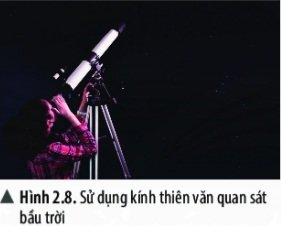 ▲ Hình 2.8. Sử dụng kính thiên văn quan sát
bầu trời